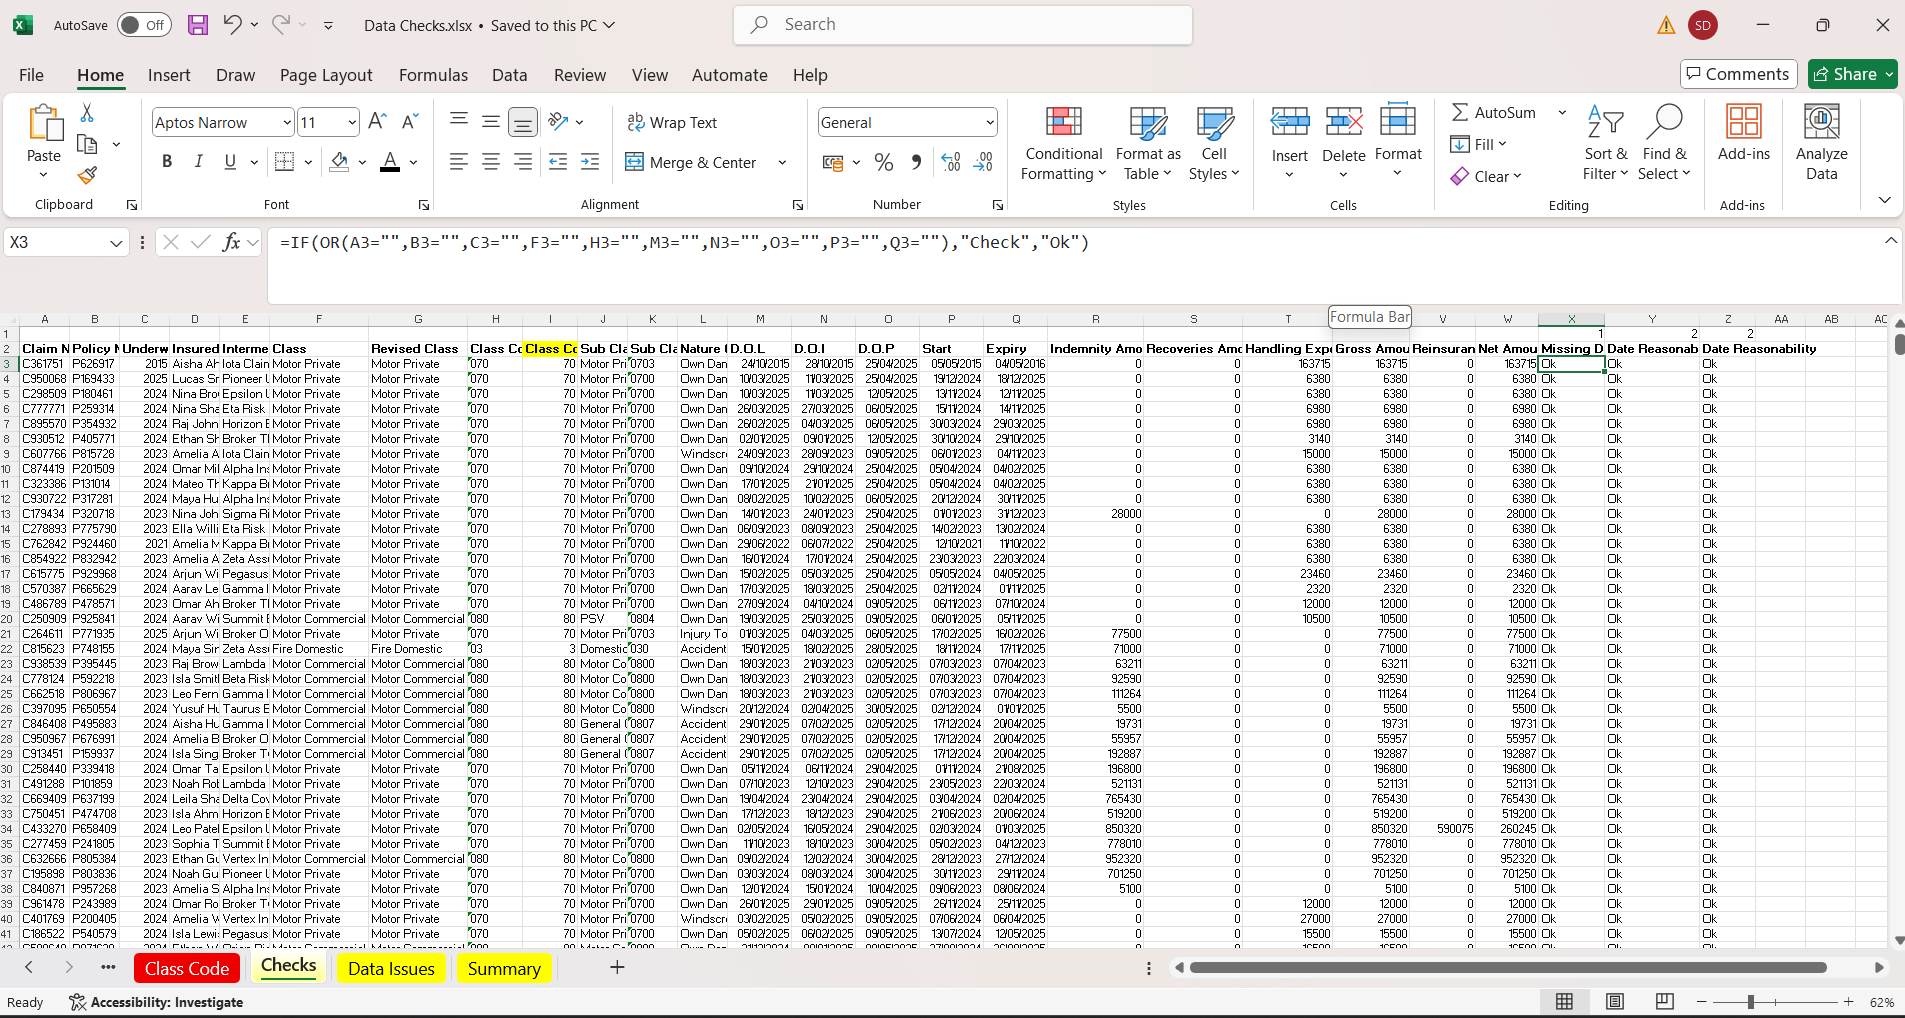 AutoSave Off Data Checks.xlsx • Saved to this PC Search SD
File Home Insert Draw Page Layout Formulas Data Review View Automate Help Comments Share
Paste Clipboard
Aptos Narrow 11 B I U A Font
Wrap Text
Merge & Center
Alignment
General
% Number
Conditional Formatting Format as Table Cell Styles Styles
Insert Delete Format Cells
AutoSum
Fill
Clear
Sort & Filter Find & Select Editing
Add-ins Add-ins
Analyze Data
X3 fx =IF(OR(A3="",B3="",C3="",F3="",H3="",M3="",N3="",O3="",P3="",Q3=""),"Check","Ok")
Formula Bar
A B C D E F G H I J K L M N O P Q R S T V W X Y Z AA AB AC
1 1 2 2
2 Claim N Policy Underw Insured Interme Class Revised Class Class Co Class Co Sub Cla Sub Cla Nature D.O.L D.O.I D.O.P Start Expiry Indemnity Amo Recoveries Amo Handling Expe Gross Amou Reinsuran Net Amou Missing D Date Reasonab Date Reasonability
3 C361751 P626917 2015 Aisha Ah Iota Clain Motor Private Motor Private 070 70 Motor Pri 0703 Own Dan 24/10/2015 28/10/2015 25/04/2025 05/05/2015 04/05/2016 0 0 163715 163715 0 163715 Ok Ok Ok
4 C950068 P169433 2025 Lucas Sr Pioneer Motor Private Motor Private 070 70 Motor Pri 0700 Own Dan 10/03/2025 11/03/2025 25/04/2025 19/12/2024 18/12/2025 0 0 6380 6380 0 6380 Ok Ok Ok
5 C298509 P180461 2024 Nina Bro Epsilon Motor Private Motor Private 070 70 Motor Pri 0700 Own Dan 10/03/2025 11/03/2025 12/05/2025 13/11/2024 12/11/2025 0 0 6380 6380 0 6380 Ok Ok Ok
6 C777771 P259314 2024 Nina Sha Eta Risk Motor Private Motor Private 070 70 Motor Pri 0700 Own Dan 26/03/2025 27/03/2025 06/05/2025 15/11/2024 14/11/2025 0 0 6980 6980 0 6980 Ok Ok Ok
7 C895570 P354932 2024 Raj John Horizon Motor Private Motor Private 070 70 Motor Pri 0700 Own Dan 26/02/2025 04/03/2025 06/05/2025 30/03/2024 29/03/2025 0 0 6980 6980 0 6980 Ok Ok Ok
8 C930512 P405771 2024 Ethan Sh Broker Tl Motor Private Motor Private 070 70 Motor Pri 0700 Own Dan 02/01/2025 09/01/2025 12/05/2025 30/10/2024 29/10/2025 0 0 3140 3140 0 3140 Ok Ok Ok
9 C607766 P815728 2023 Amelia A Iota Clain Motor Private Motor Private 070 70 Motor Pri 0700 Windscr 24/09/2023 28/09/2023 09/05/2025 06/01/2023 04/11/2023 0 0 15000 15000 0 15000 Ok Ok Ok
10 C874419 P201509 2024 Omar Mil Alpha In Motor Private Motor Private 070 70 Motor Pri 0700 Own Dan 09/10/2024 29/10/2024 25/04/2025 05/04/2024 04/02/2025 0 0 6380 6380 0 6380 Ok Ok Ok
11 C323386 P131014 2024 Mateo Th Kappa B Motor Private Motor Private 070 70 Motor Pri 0700 Own Dan 17/01/2025 21/01/2025 25/04/2025 05/04/2024 04/02/2025 0 0 6380 6380 0 6380 Ok Ok Ok
12 C930722 P317281 2024 Maya Hu Alpha In Motor Private Motor Private 070 70 Motor Pri 0700 Own Dan 08/02/2025 10/02/2025 06/05/2025 20/12/2024 30/11/2025 0 0 6380 6380 0 6380 Ok Ok Ok
13 C179434 P320718 2023 Nina Joh Sigma Ri Motor Private Motor Private 070 70 Motor Pri 0700 Own Dan 14/01/2023 24/01/2023 25/04/2025 01/01/2023 31/12/2023 28000 0 0 28000 0 28000 Ok Ok Ok
14 C278893 P775790 2023 Ella Willi Eta Risk Motor Private Motor Private 070 70 Motor Pri 0700 Own Dan 06/09/2023 08/09/2023 25/04/2025 14/02/2023 13/02/2024 0 0 6380 6380 0 6380 Ok Ok Ok
15 C762842 P924460 2021 Amelia M Kappa B Motor Private Motor Private 070 70 Motor Pri 0700 Own Dan 29/06/2022 06/07/2022 25/04/2025 12/10/2021 11/10/2022 0 0 6380 6380 0 6380 Ok Ok Ok
16 C854922 P832942 2023 Amelia A Zeta Ass Motor Private Motor Private 070 70 Motor Pri 0700 Own Dan 16/01/2024 17/01/2024 25/04/2025 23/03/2023 22/03/2024 0 0 6380 6380 0 6380 Ok Ok Ok
17 C615775 P929968 2024 Arjun Wi Pegasus Motor Private Motor Private 070 70 Motor Pri 0703 Own Dan 15/02/2025 05/03/2025 25/04/2025 05/05/2024 04/05/2025 0 0 23460 23460 0 23460 Ok Ok Ok
18 C570387 P665629 2024 Aarav Le Gamma Motor Private Motor Private 070 70 Motor Pri 0700 Own Dan 17/03/2025 18/03/2025 25/04/2025 02/11/2024 01/11/2025 0 0 2320 2320 0 2320 Ok Ok Ok
19 C486789 P478571 2023 Omar Ah Broker Tl Motor Private Motor Private 070 70 Motor Pri 0700 Own Dan 27/09/2024 04/10/2024 09/05/2025 06/11/2023 07/10/2024 0 0 12000 12000 0 12000 Ok Ok Ok
20 C250909 P925841 2024 Aarav Wi Summit Motor Commercial Motor Commercial 080 80 PSV 0804 Own Dan 19/03/2025 25/03/2025 09/05/2025 06/01/2025 05/11/2025 0 0 10500 10500 0 10500 Ok Ok Ok
21 C264611 P771935 2025 Arjun Wi Broker O Motor Private Motor Private 070 70 Motor Pri 0703 Injury To 01/03/2025 04/03/2025 06/05/2025 17/02/2025 16/02/2026 77500 0 0 77500 0 77500 Ok Ok Ok
22 C815623 P748155 2024 Maya Sir Zeta Ass Fire Domestic Fire Domestic 03 3 Domestic 030 Accident 15/01/2025 18/02/2025 28/05/2025 18/11/2024 17/11/2025 71000 0 0 71000 0 71000 Ok Ok Ok
23 C938539 P395445 2023 Raj Brow Lambda Motor Commercial Motor Commercial 080 80 Motor Co 0800 Own Dan 18/03/2023 21/03/2023 02/05/2025 07/03/2023 07/04/2023 63211 0 0 63211 0 63211 Ok Ok Ok
24 C778124 P592218 2023 Isla Smitl Beta Risk Motor Commercial Motor Commercial 080 80 Motor Co 0800 Own Dan 18/03/2023 21/03/2023 02/05/2025 07/03/2023 07/04/2023 92590 0 0 92590 0 92590 Ok Ok Ok
25 C662518 P806967 2023 Leo Fern Gamma Motor Commercial Motor Commercial 080 80 Motor Co 0800 Own Dan 18/03/2023 21/03/2023 02/05/2025 07/03/2023 07/04/2023 111264 0 0 111264 0 111264 Ok Ok Ok
26 C397095 P650554 2024 Yusuf Hu Taurus E Motor Commercial Motor Commercial 080 80 Motor Co 0800 Windscr 20/12/2024 02/04/2025 30/05/2025 02/12/2024 01/01/2025 5500 0 0 5500 0 5500 Ok Ok Ok
27 C846408 P495883 2024 Aisha Hu Gamma Motor Commercial Motor Commercial 080 80 General 0807 Accident 29/01/2025 07/02/2025 02/05/2025 17/12/2024 20/04/2025 19731 0 0 19731 0 19731 Ok Ok Ok
28 C950967 P676991 2024 Amelia B Broker O Motor Commercial Motor Commercial 080 80 General 0807 Accident 29/01/2025 07/02/2025 02/05/2025 17/12/2024 20/04/2025 55957 0 0 55957 0 55957 Ok Ok Ok
29 C913451 P159937 2024 Isla Sing Broker T Motor Commercial Motor Commercial 080 80 General 0807 Accident 29/01/2025 07/02/2025 02/05/2025 17/12/2024 20/04/2025 192887 0 0 192887 0 192887 Ok Ok Ok
30 C258440 P339418 2024 Omar Ta Epsilon Motor Private Motor Private 070 70 Motor Pri 0700 Own Dan 05/11/2024 06/11/2024 29/04/2025 01/11/2024 21/08/2025 196800 0 0 196800 0 196800 Ok Ok Ok
31 C491288 P101859 2023 Noah Rol Lambda Motor Private Motor Private 070 70 Motor Pri 0700 Own Dan 07/10/2023 12/10/2023 29/04/2025 23/05/2023 22/03/2024 521131 0 0 521131 0 521131 Ok Ok Ok
32 C669409 P637199 2024 Leila Sha Delta Cov Motor Private Motor Private 070 70 Motor Pri 0700 Own Dan 19/04/2024 23/04/2024 29/04/2025 03/04/2024 02/04/2025 765430 0 0 765430 0 765430 Ok Ok Ok
33 C750451 P474708 2023 Isla Ahm Horizon Motor Private Motor Private 070 70 Motor Pri 0700 Own Dan 17/12/2023 18/12/2023 29/04/2025 21/06/2023 20/06/2024 519200 0 0 519200 0 519200 Ok Ok Ok
34 C433270 P658409 2024 Leo Patel Epsilon Motor Private Motor Private 070 70 Motor Pri 0700 Own Dan 02/05/2024 16/05/2024 29/04/2025 02/03/2024 01/03/2025 850320 0 0 850320 590075 260245 Ok Ok Ok
35 C277459 P241805 2023 Sophia T Summit Motor Private Motor Private 070 70 Motor Pri 0700 Own Dan 11/10/2023 18/10/2023 30/04/2025 05/02/2023 04/12/2023 778010 0 0 778010 0 778010 Ok Ok Ok
36 C632666 P805384 2023 Ethan Gu Vertex In Motor Commercial Motor Commercial 080 80 Motor Co 0800 Own Dan 09/02/2024 12/02/2024 30/04/2025 28/12/2023 27/12/2024 952320 0 0 952320 0 952320 Ok Ok Ok
37 C195898 P803836 2023 Noah Gu Pioneer Motor Private Motor Private 070 70 Motor Pri 0700 Own Dan 03/03/2024 08/03/2024 30/04/2025 30/11/2023 29/11/2024 701250 0 0 701250 0 701250 Ok Ok Ok
38 C840871 P957268 2023 Amelia S Alpha In Motor Private Motor Private 070 70 Motor Pri 0700 Own Dan 12/01/2024 15/01/2024 10/04/2025 09/06/2023 08/06/2024 5100 0 0 5100 0 5100 Ok Ok Ok
39 C961478 P243989 2024 Omar Ro Broker T Motor Private Motor Private 070 70 Motor Pri 0700 Own Dan 26/01/2025 29/01/2025 09/05/2025 26/11/2024 25/11/2025 0 0 12000 12000 0 12000 Ok Ok Ok
40 C401769 P200405 2024 Amelia V Vertex In Motor Private Motor Private 070 70 Motor Pri 0700 Windscr 03/02/2025 05/02/2025 09/05/2025 07/06/2024 06/04/2025 0 0 27000 27000 0 27000 Ok Ok Ok
41 C186522 P540579 2024 Isla Lewi Pegasus Motor Private Motor Private 070 70 Motor Pri 0700 Own Dan 05/02/2025 06/02/2025 09/05/2025 13/07/2024 12/05/2025 0 0 15500 15500 0 15500 Ok Ok Ok
Class Code Checks Data Issues Summary
Ready Accessibility: Investigate 62%